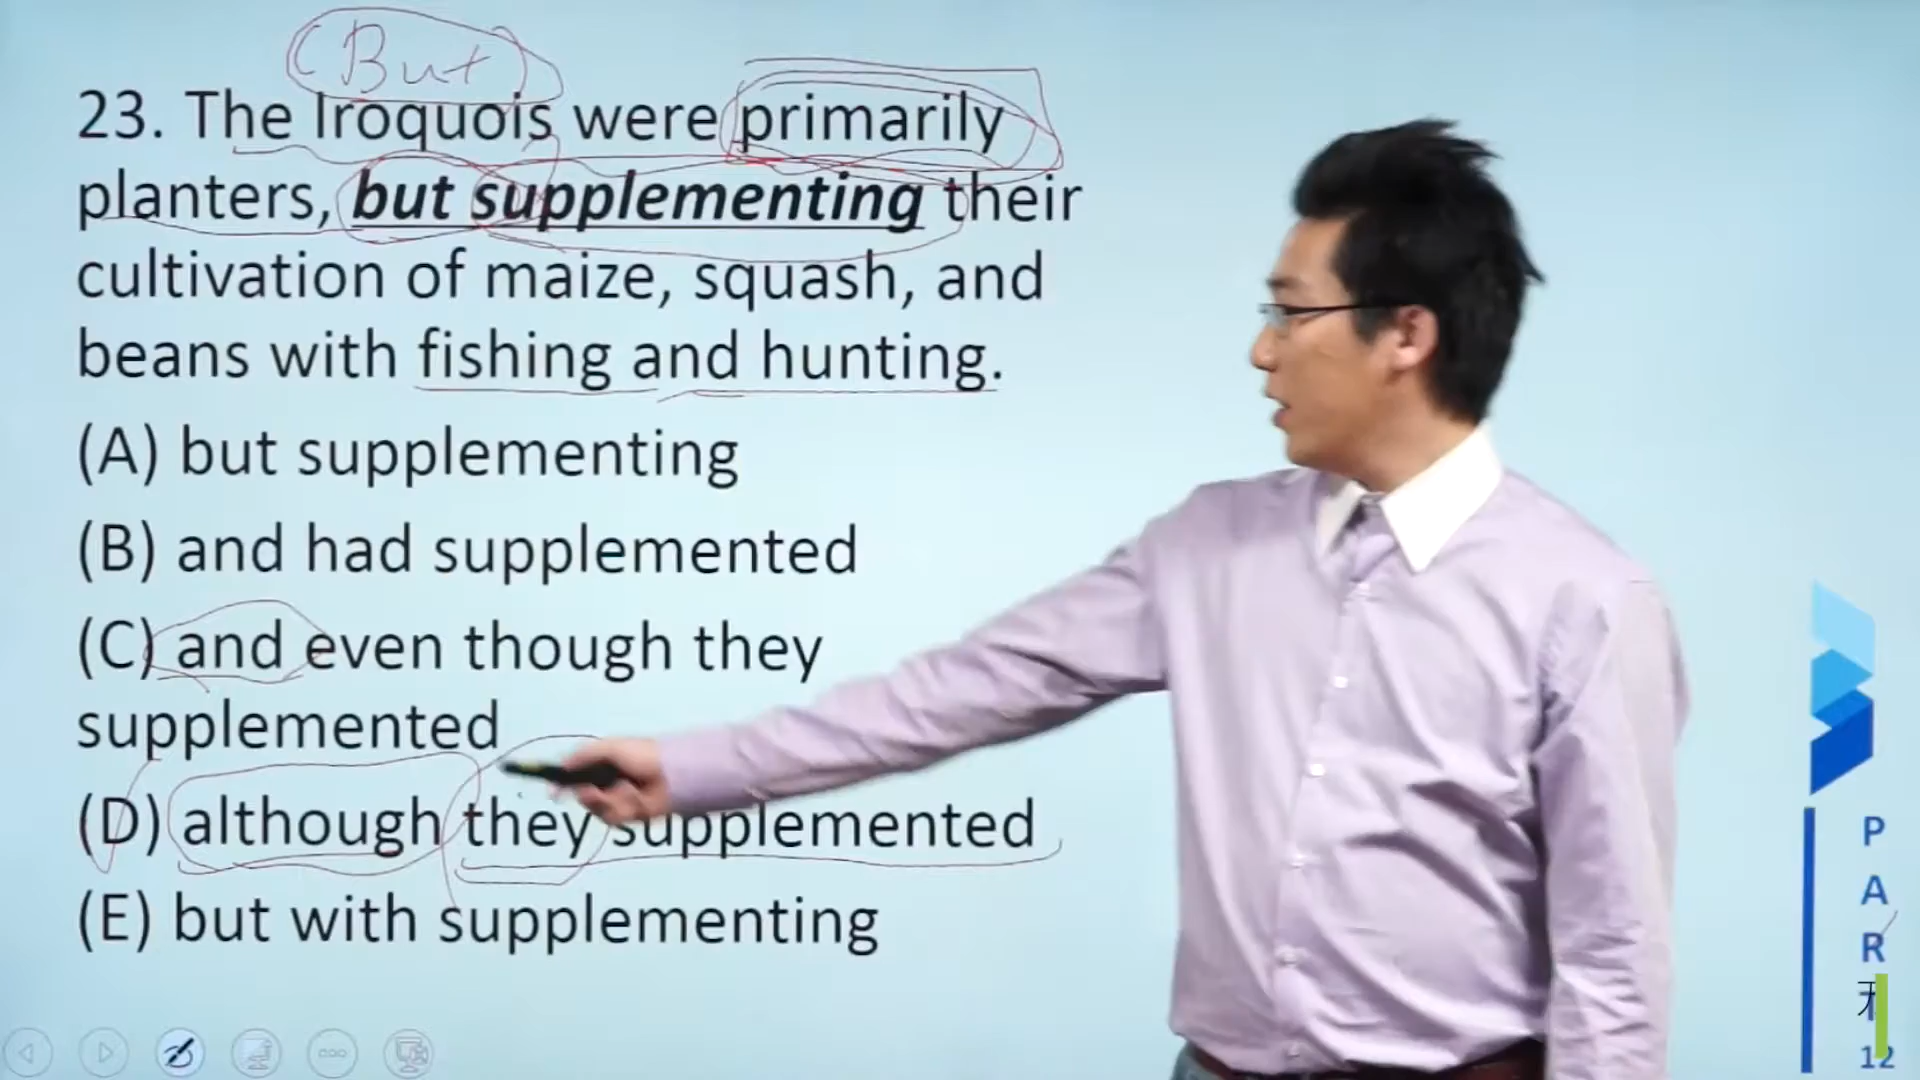 (But)
23. The Iroquois were primarily
planters, but supplementing their
cultivation of maize, squash, and
beans with fishing and hunting.
(A) but supplementing
(B) and had supplemented
(C) and even though they
supplemented
(D) although they supplemented
(E) but with supplementing
P
A
R
12